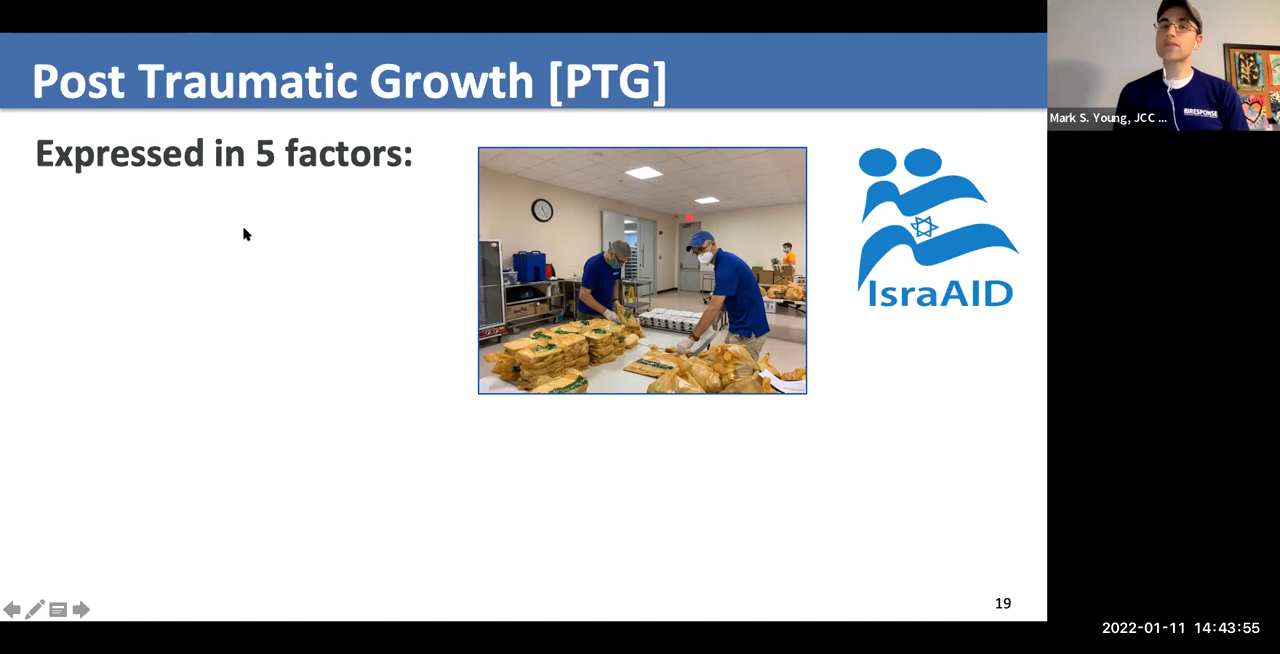 Post Traumatic Growth [PTG]
Expressed in 5 factors:
IsraAID
Mark S. Young, JCC ...
RESPONSE
19
2022-01-11 14:43:55